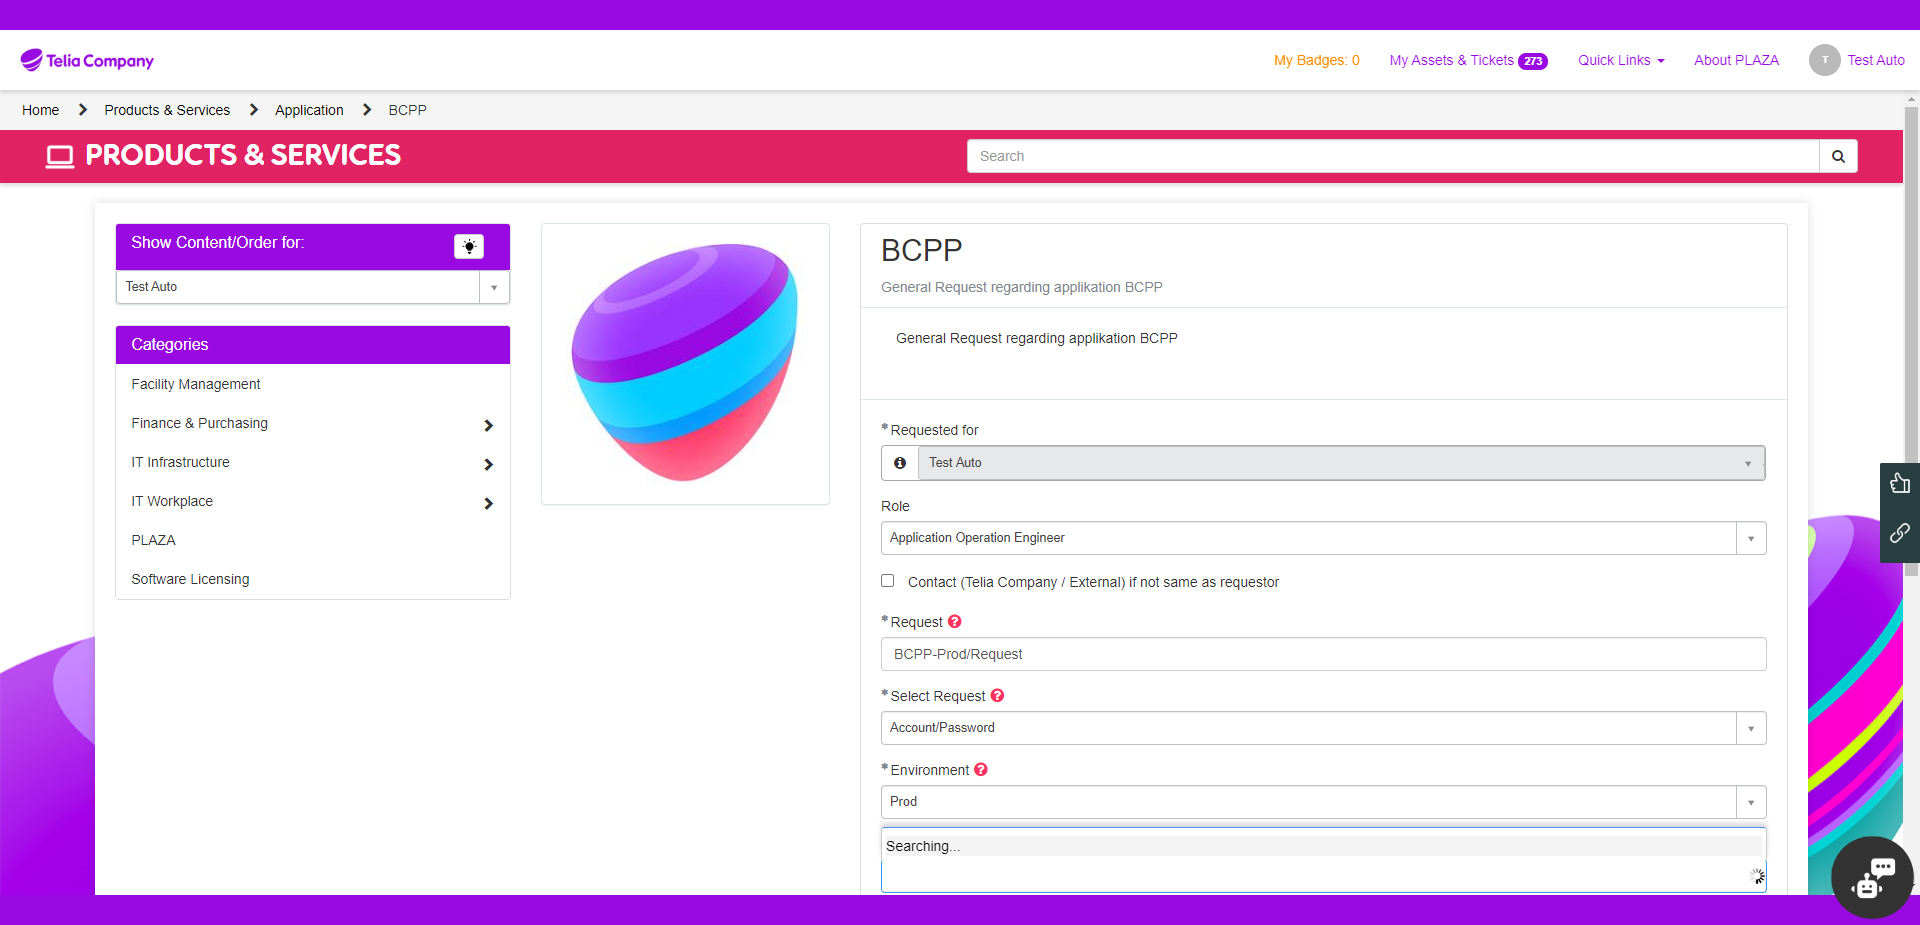 Telia Company
My Badges: 0
My Assets & Tickets 273
Quick Links
About PLAZA
T
Test Auto
Home
Products & Services
Application
BCPP
PRODUCTS & SERVICES
Search
Show Content/Order for:
Test Auto
Categories
Facility Management
Finance & Purchasing
IT Infrastructure
IT Workplace
PLAZA
Software Licensing
BCPP
General Request regarding applikation BCPP
General Request regarding applikation BCPP
*Requested for
Test Auto
Role
Application Operation Engineer
Contact (Telia Company / External) if not same as requestor
*Request
BCPP-Prod/Request
*Select Request
Account/Password
*Environment
Prod
Searching...